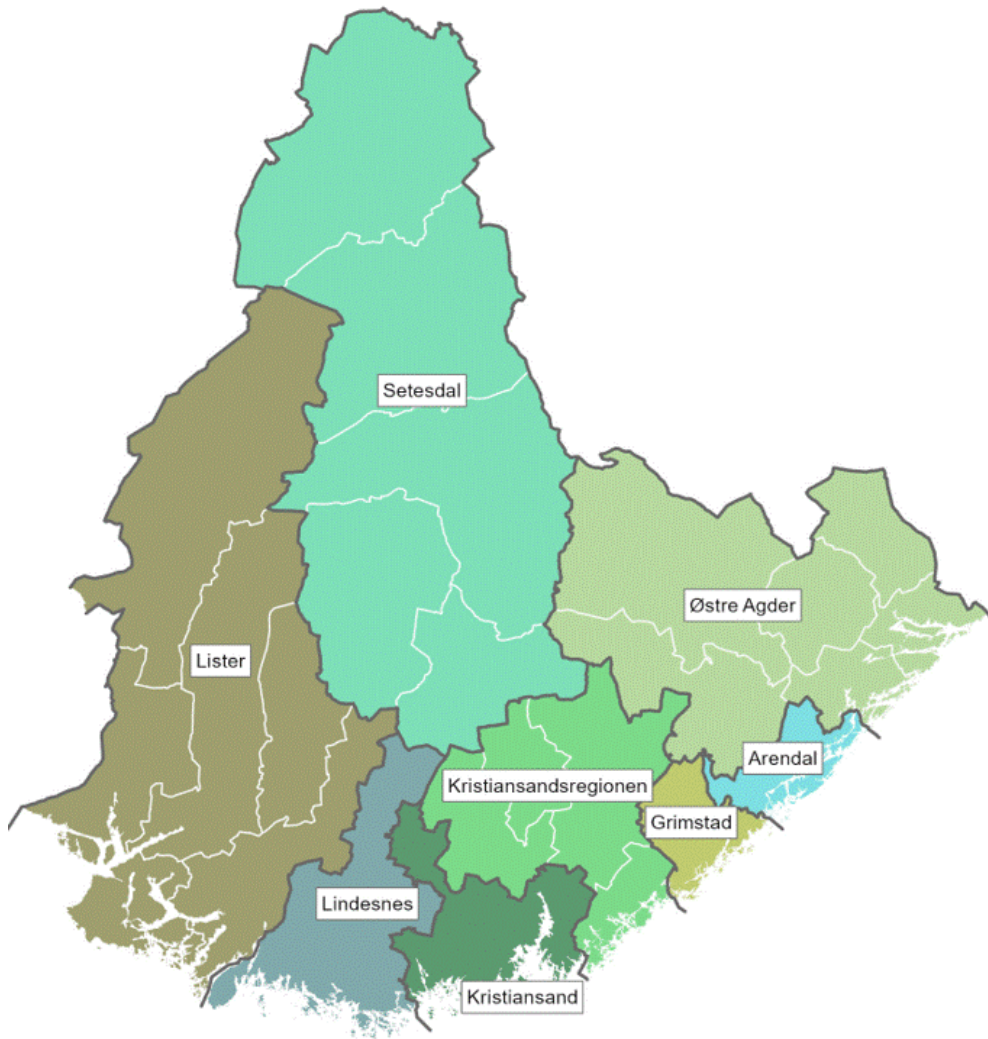 Setesdal
Østre Agder
Lister
Arendal
Kristiansandsregionen
Grimstad
Lindesnes
Kristiansand